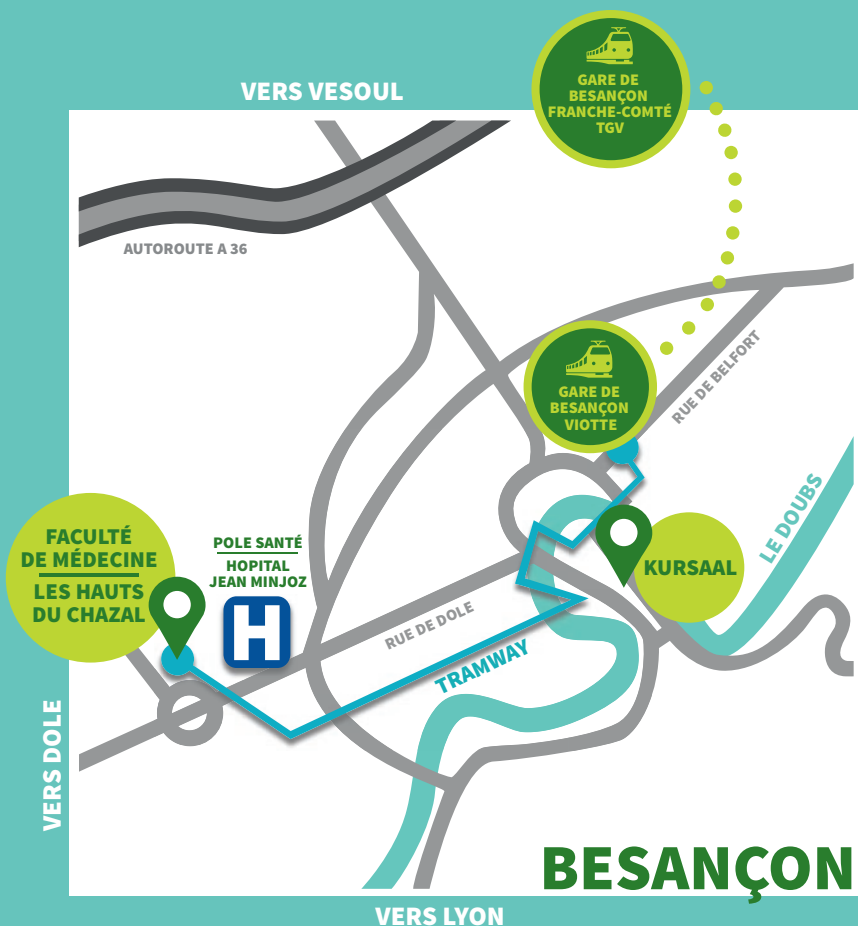 GARE DE
BESANÇON
FRANCHE-COMTÉ
TGV
VERS VESOUL
AUTOROUTE A 36
RUE DE BELFORT
GARE DE
BESANÇON
VIOTTE
LE DOUBS
FACULTÉ
DE MÉDECINE
LES HAUTS
DU CHAZAL
POLE SANTÉ
HOPITAL
JEAN MINJOZ
H
KURSAAL
RUE DE DOLE
TRAMWAY
VERS DOLE
BESANÇON
VERS LYON